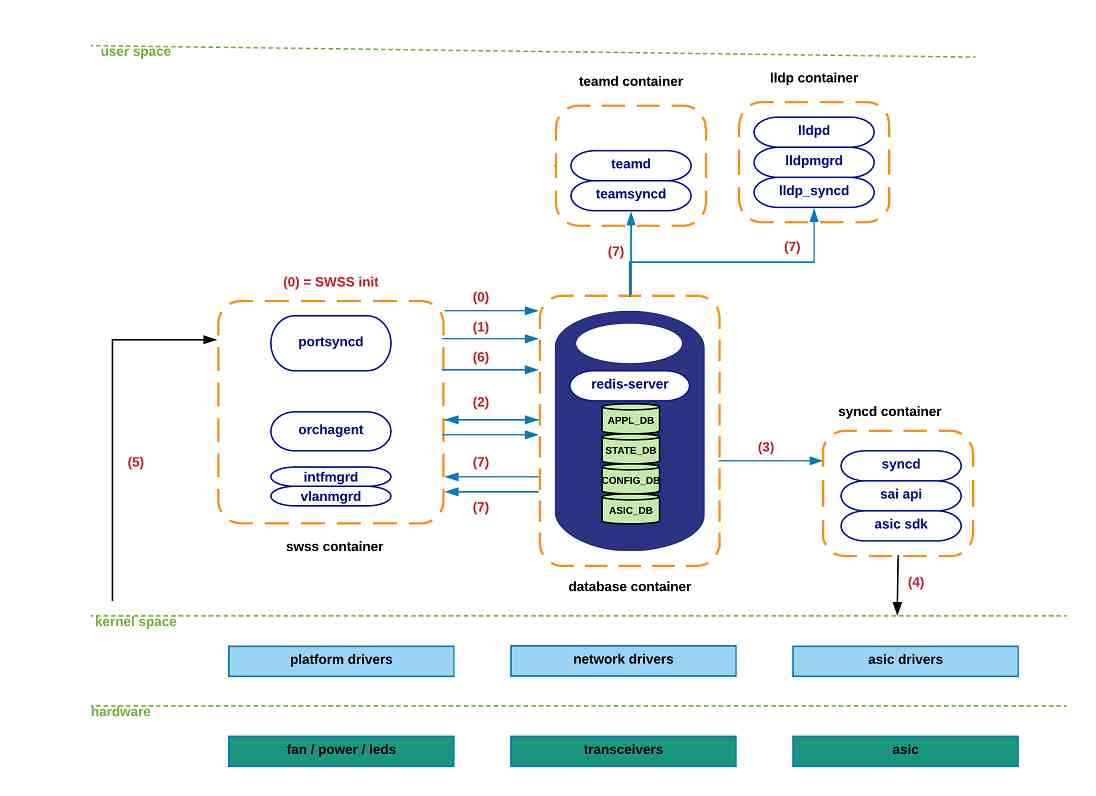 user space
teamd container
lldp container
lldpd
lldpmgrd
lldp_syncd
teamd
teamsyncd
(7)
(7)
(0) = SWSS init
portsyncd
orchagent
intfmgrd
vlanmgrd
swss container
(0)
(1)
(6)
(2)
(7)
(7)
redis-server
APPL_DB
STATE_DB
CONFIG_DB
ASIC_DB
database container
(3)
syncd container
syncd
sai api
asic sdk
(4)
(5)
kernel space
platform drivers
network drivers
asic drivers
hardware
fan / power / leds
transceivers
asic